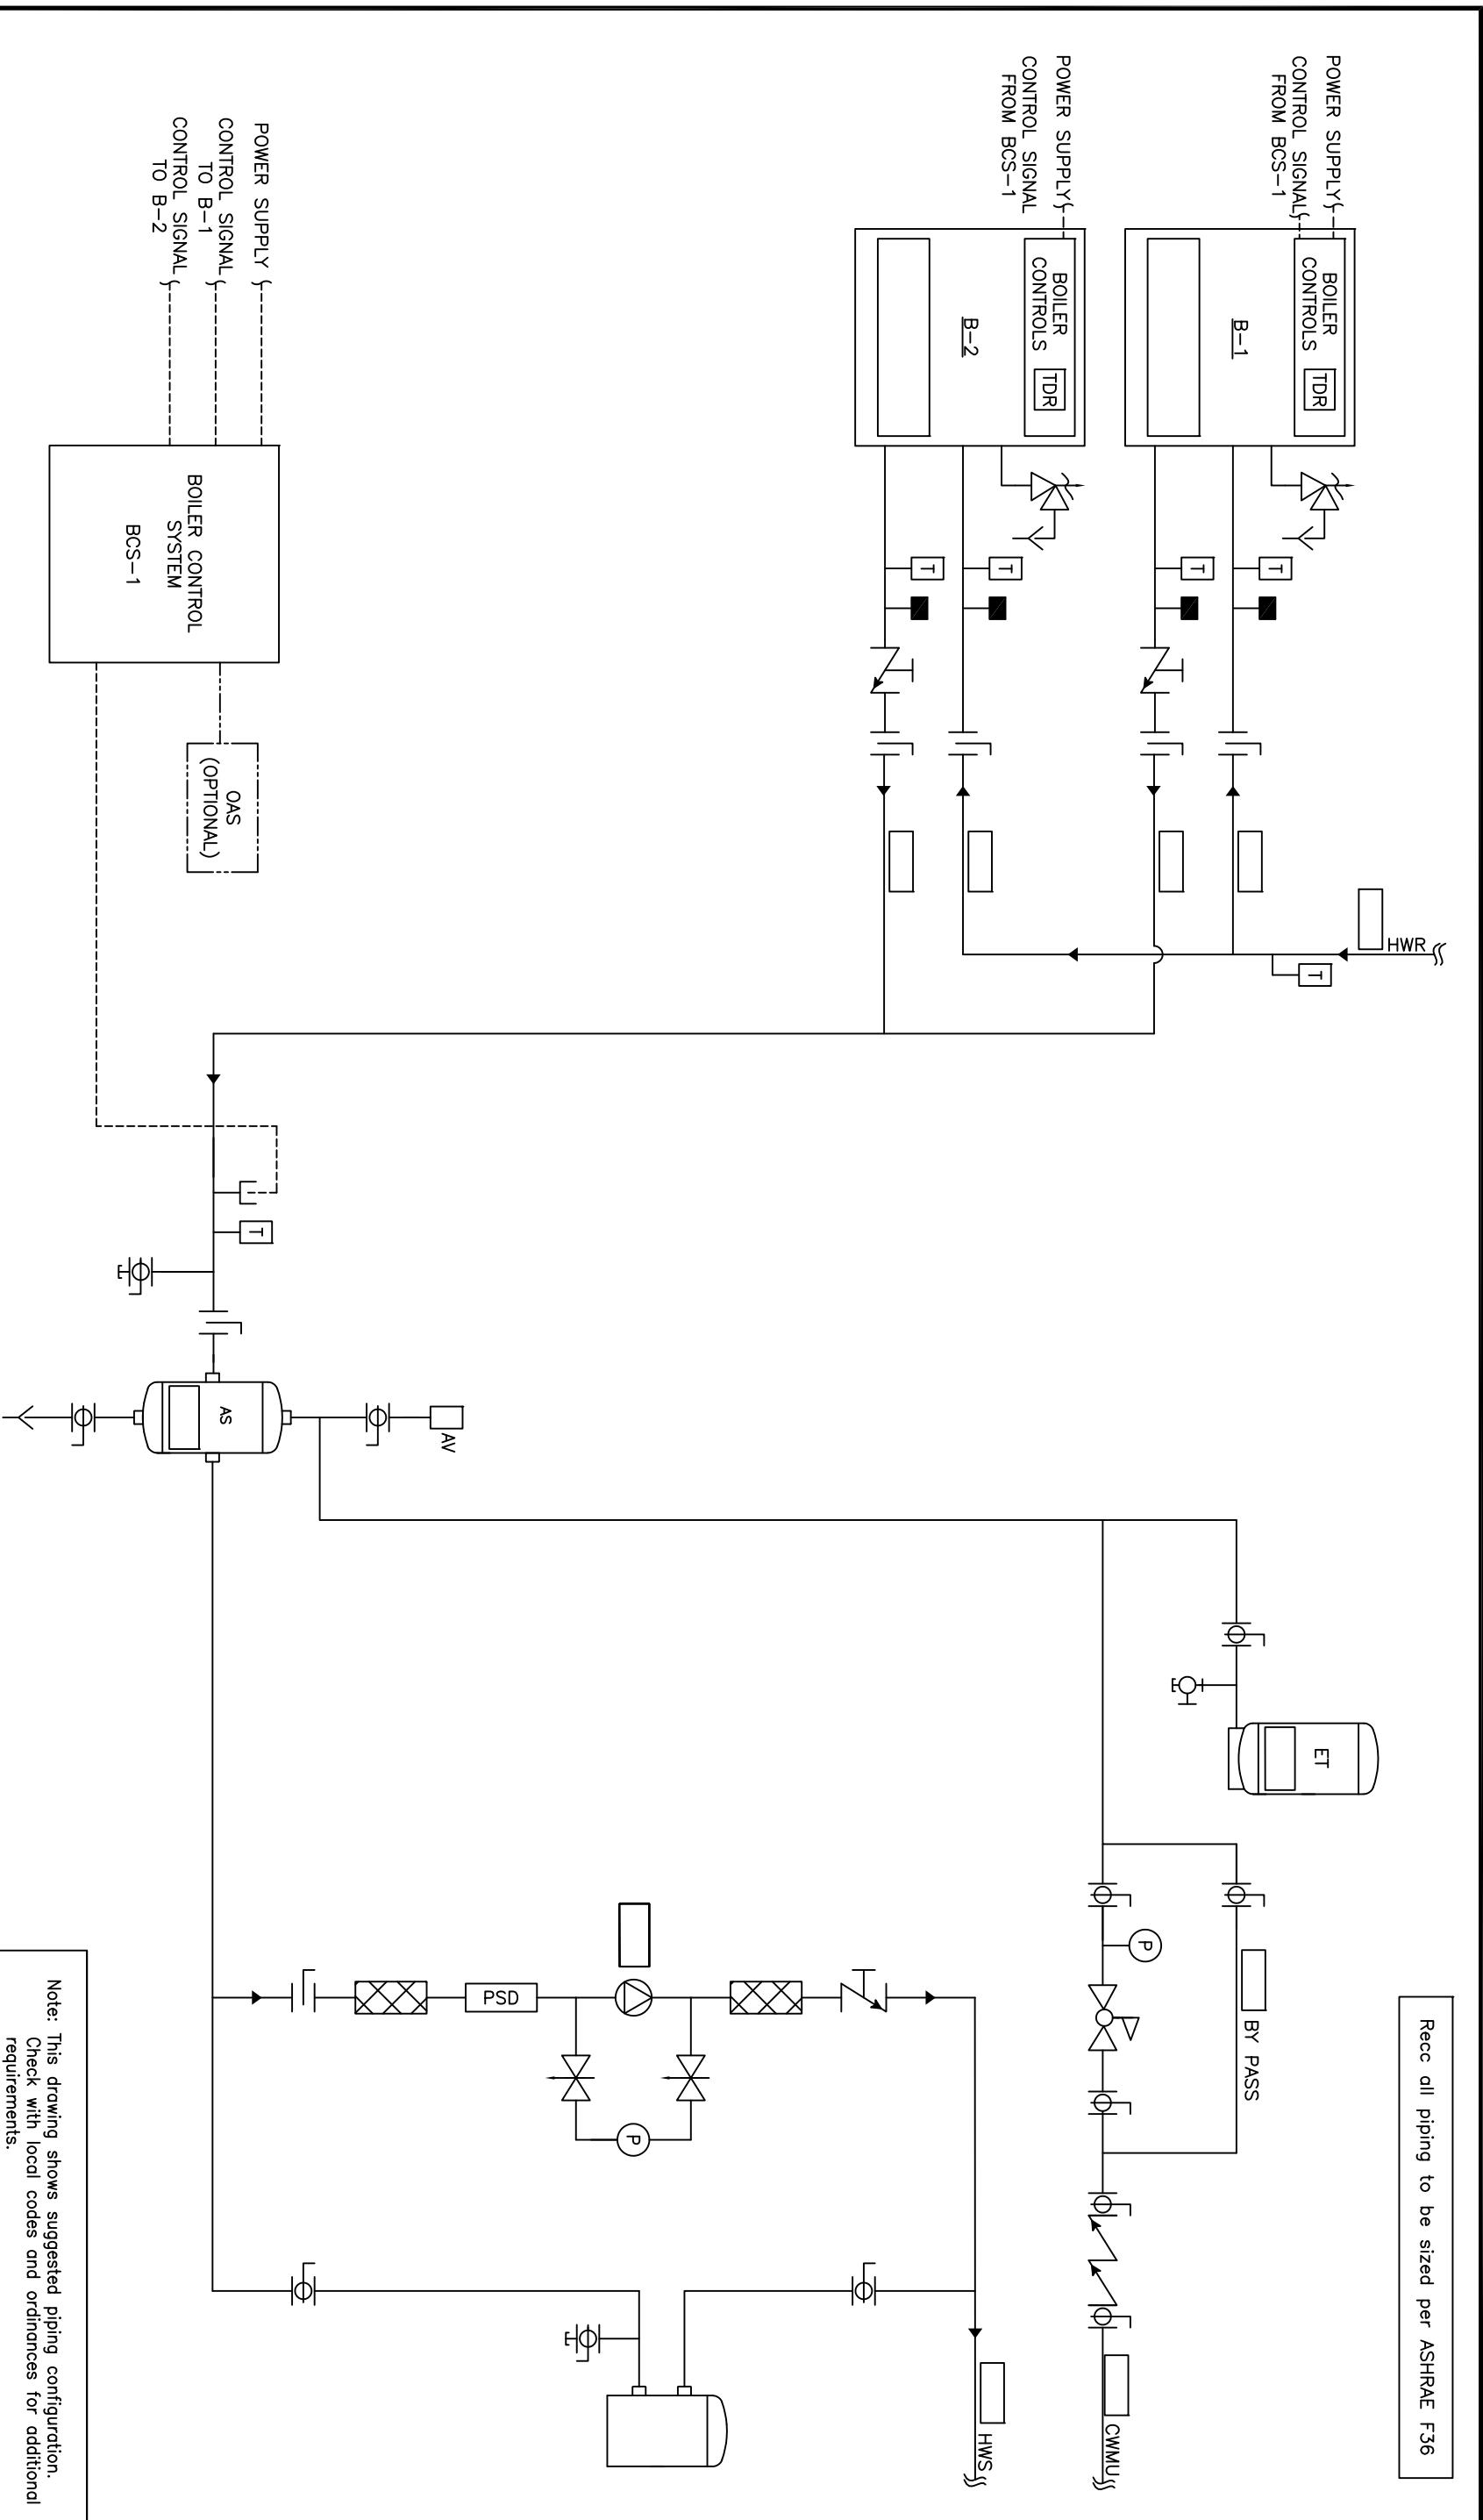 Recc all piping to be sized per ASHRAE F36
POWER SUPPLY
CONTROL SIGNAL
FROM BCS-1
BOILER
CONTROLS
TDR
B-1
T
T
HWR
T
POWER SUPPLY
CONTROL SIGNAL
FROM BCS-1
BOILER
CONTROLS
TDR
B-2
T
T
ET
BY PASS
P
CWMU
HWS
PSD
P
POWER SUPPLY
CONTROL SIGNAL
TO B-1
CONTROL SIGNAL
TO B-2
BOILER CONTROL
SYSTEM
BCS-1
OAS
(OPTIONAL)
T
AV
AS
Note: This drawing shows suggested piping configuration.
Check with local codes and ordinances for additional
requirements.